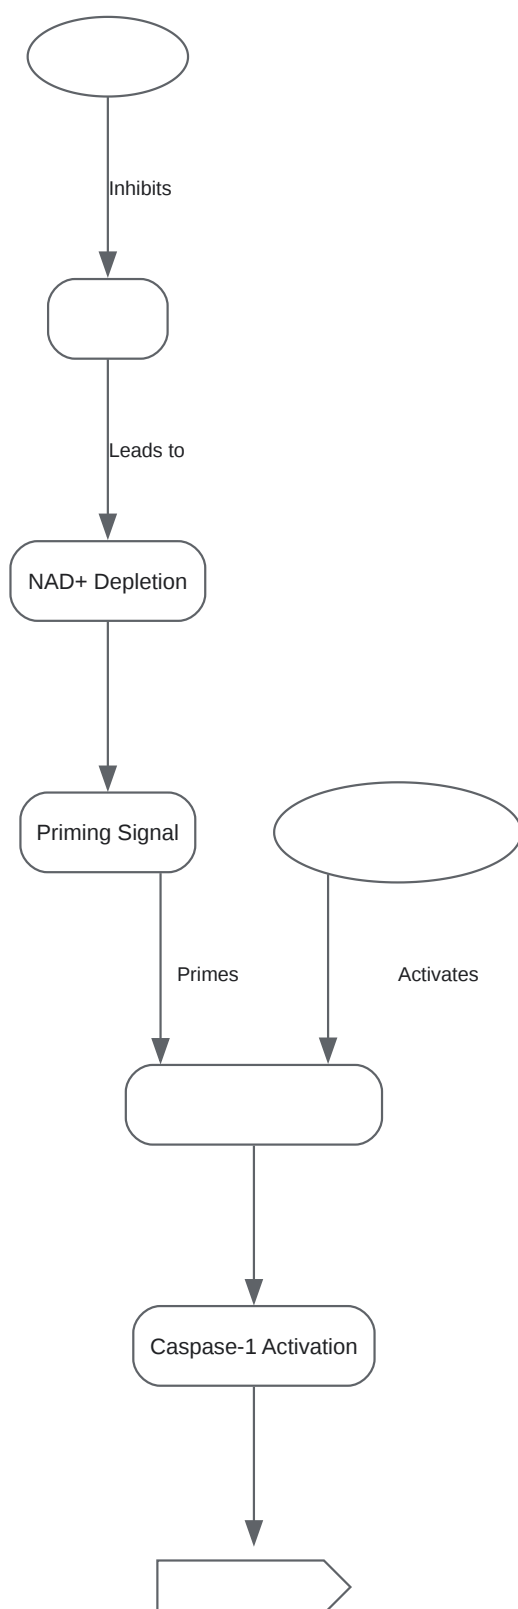 Inhibits
Leads to
NAD+ Depletion
Priming Signal
Primes
Activates
Caspase-1 Activation